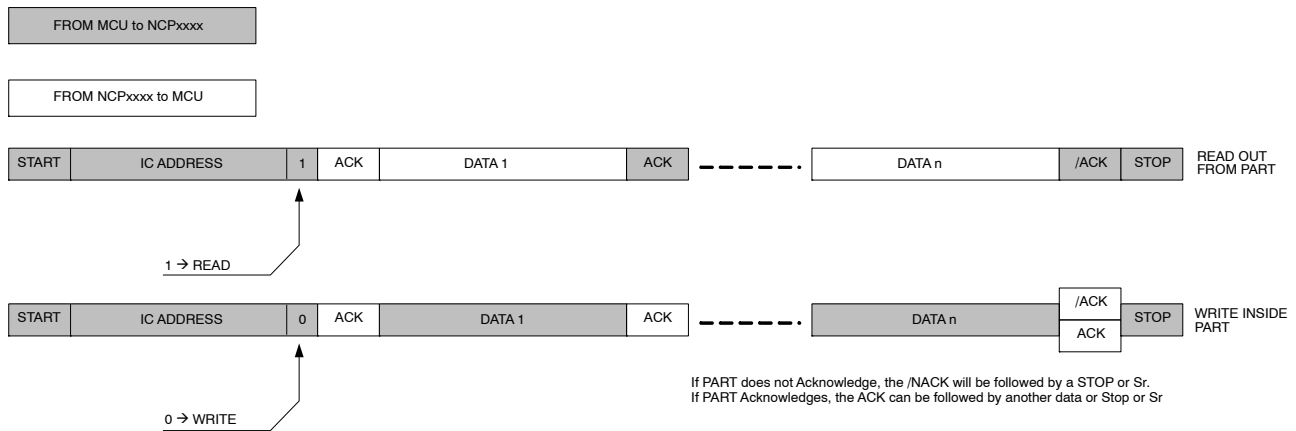 FROM MCU to NCPxxxx
FROM NCPxxxx to MCU
START IC ADDRESS 1 ACK DATA 1 ACK DATA n /ACK STOP READ OUT
FROM PART
1 → READ
START IC ADDRESS 0 ACK DATA 1 ACK DATA n /ACK STOP WRITE INSIDE
ACK PART
If PART does not Acknowledge, the /NACK will be followed by a STOP or Sr.
If PART Acknowledges, the ACK can be followed by another data or Stop or Sr
0 → WRITE